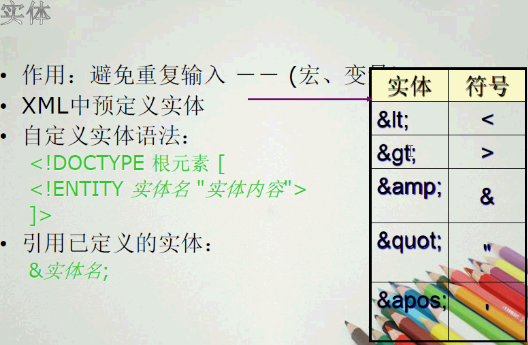 实体
• 作用：避免重复输入 －－ (宏、变量)
• XML中预定义实体
• 自定义实体语法：
<!DOCTYPE 根元素 [
<!ENTITY 实体名 "实体内容">
]>
• 引用已定义的实体：
&实体名;
实体 符号
&lt; <
&gt; >
&amp; &
&quot; "
&apos; '